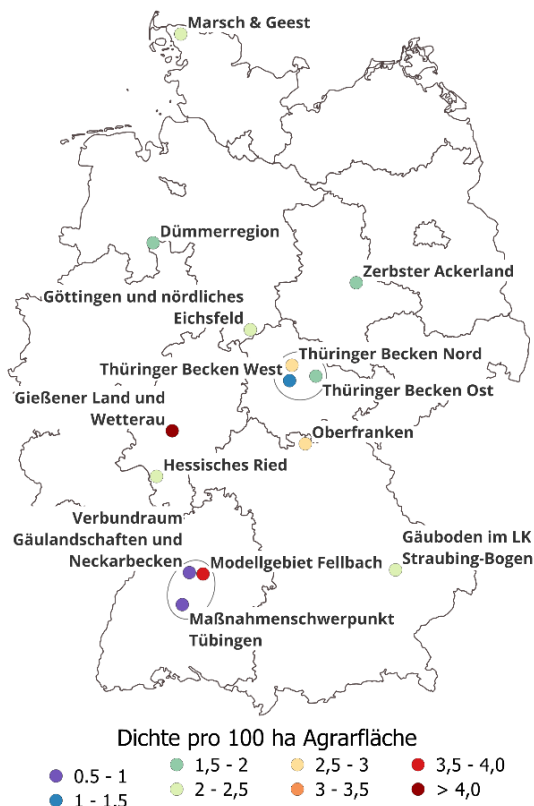 Marsch & Geest
Dümmerregion
Zerbster Ackerland
Göttingen und nördliches
Eichsfeld
Thüringer Becken Nord
Thüringer Becken West
Thüringer Becken Ost
Gießener Land und
Wetterau
Oberfranken
Hessisches Ried
Verbundraum
Gäulandschaften und
Neckarbecken
Modellgebiet Fellbach
Gäuboden im LK
Straubing-Bogen
Maßnahmenschwerpunkt
Tübingen
Dichte pro 100 ha Agrarfläche
0.5 - 1
1 - 1,5
1,5 - 2
2 - 2,5
2,5 - 3
3 - 3,5
3,5 - 4,0
> 4,0